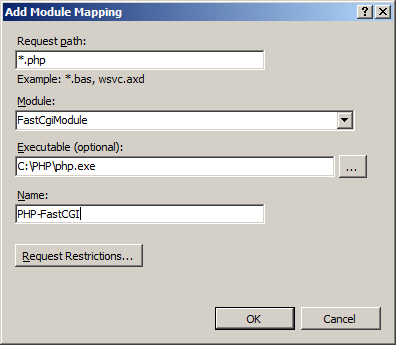 Add Module Mapping
Request path:
*.php
Example: *.bas, wsvc.axd
Module:
FastCgiModule
Executable (optional):
C:\PHP\php.exe
...
Name:
PHP-FastCGI
Request Restrictions...
OK Cancel